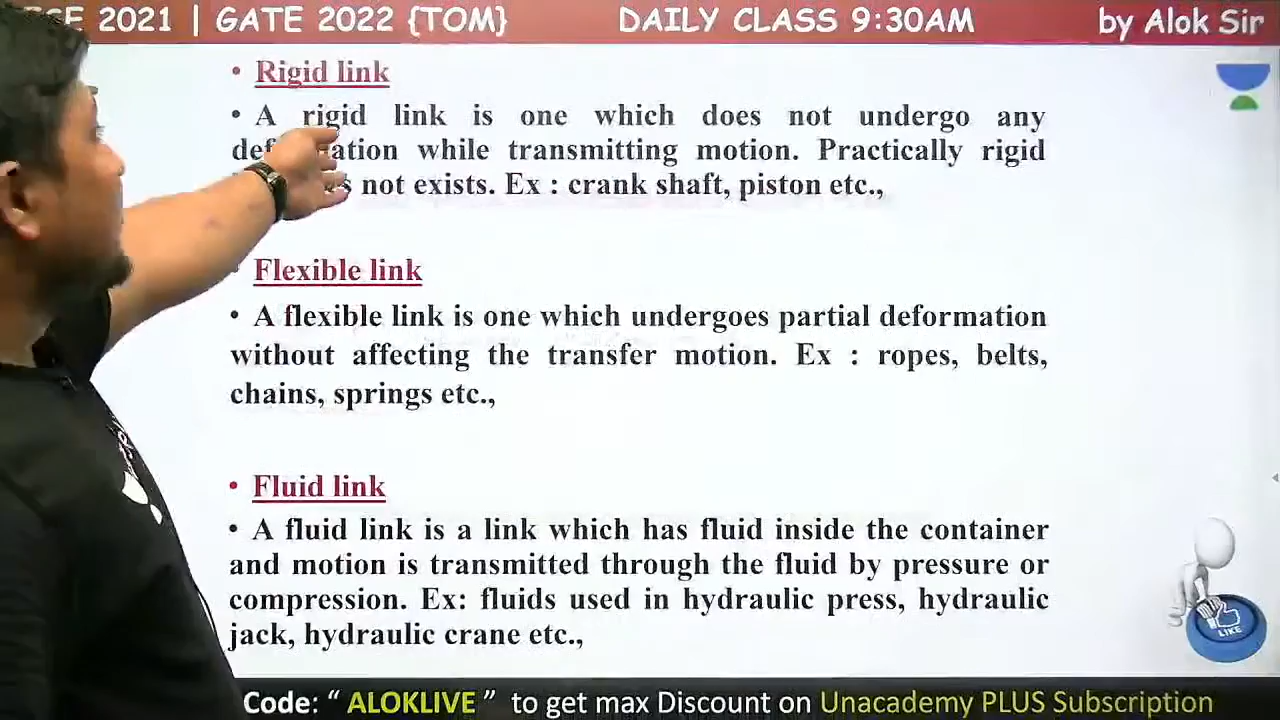 SE 2021 | GATE 2022 {TOM} DAILY CLASS 9:30AM by Alok Sir
• Rigid link
• A rigid link is one which does not undergo any
def ation while transmitting motion. Practically rigid
s not exists. Ex : crank shaft, piston etc.,
• Flexible link
• A flexible link is one which undergoes partial deformation
without affecting the transfer motion. Ex : ropes, belts,
chains, springs etc.,
• Fluid link
• A fluid link is a link which has fluid inside the container
and motion is transmitted through the fluid by pressure or
compression. Ex: fluids used in hydraulic press, hydraulic
jack, hydraulic crane etc.,
LIKE
Code: “ ALOKLIVE ” to get max Discount on Unacademy PLUS Subscription